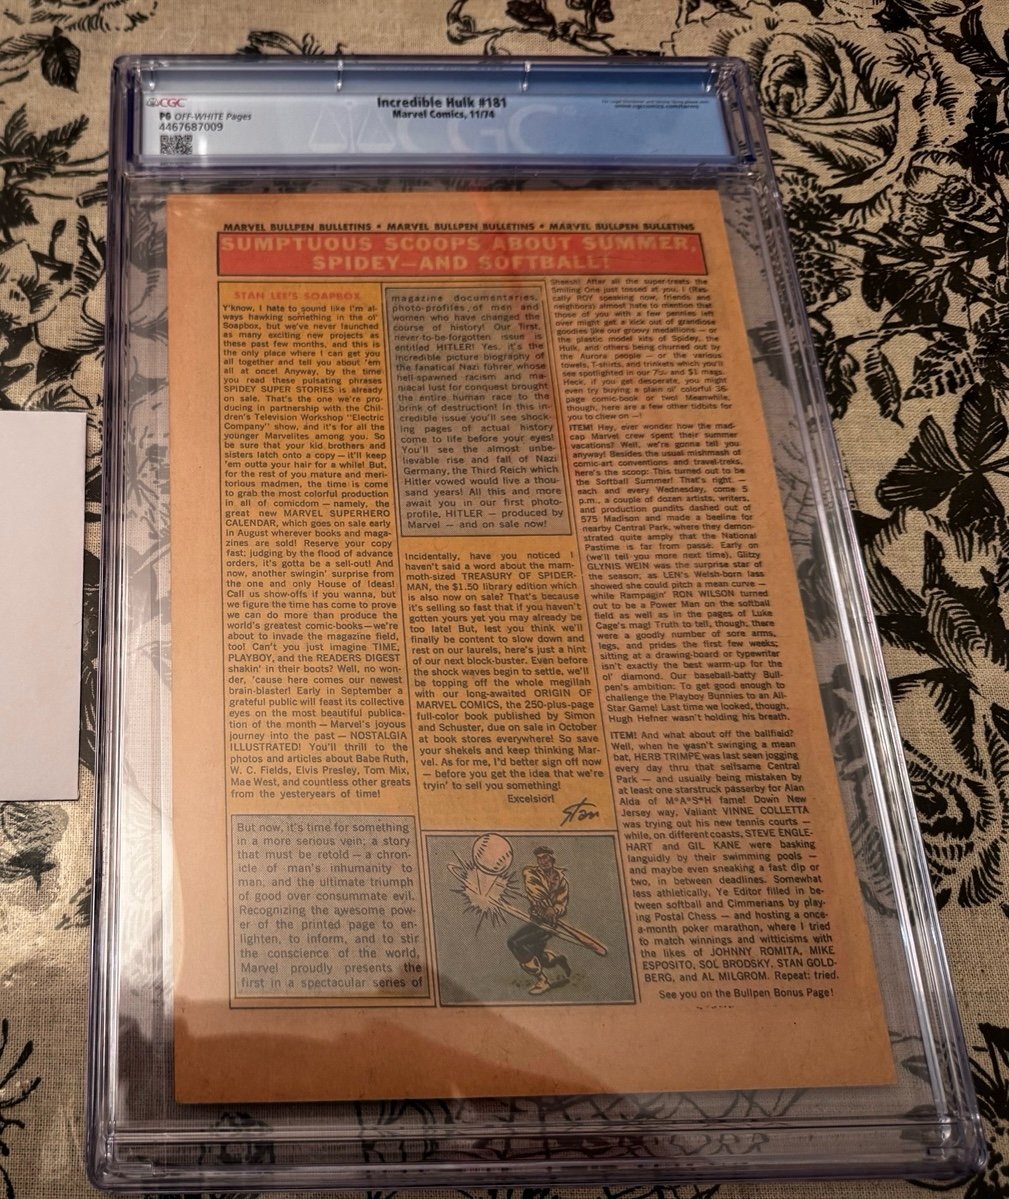 CGC
Incredible Hulk #181
PG OFF-WHITE Pages
Marvel Comics, 11/74
4467687009
CGC
MARVEL BULLPEN BULLETINS • MARVEL BULLPEN BULLETINS • MARVEL BULLPEN BULLETINS
SUMPTUOUS SCOOPS ABOUT SUMMER,
SPIDEY—AND SOFTBALL!
STAN LEE'S SOAPBOX
Y'know, I hate to sound like I'm al-
ways hawking something in the ol'
Soapbox, but we've never launched
as many exciting new projects as
these past few months, and this is
the only place where I can get you
all together and tell you about 'em
all at once! Anyway, by the time
you read these pulsating phrases
SPIDEY SUPER STORIES is already
on sale. That's the one we're pro-
ducing in partnership with the Chil-
dren's Television Workshop "Electric
Company" show, and it's for all the
younger Marvelites among you. So
be sure that your kid brothers and
sisters latch onto a copy — it'll keep
'em outta your hair for a while! But,
for the rest of you mature and meri-
torious madmen, the time is come
to grab the most colorful production
in all of comicdom — namely, the
great new MARVEL SUPERHERO
CALENDAR, which goes on sale early
in August wherever books and maga-
zines are sold! Reserve your copy
fast; judging by the flood of advance
orders, it's gotta be a sell-out! And
now, another swingin' surprise from
the one and only House of Ideas!
Call us show-offs if you wanna, but
we figure the time has come to prove
we can do more than produce the
world's greatest comic-books—we're
about to invade the magazine field,
too! Can't you just imagine TIME,
PLAYBOY, and the READERS DIGEST
shakin' in their boots? Well, no won-
der, 'cause here comes our newest
brain-blaster! Early in September a
grateful public will feast its collective
eyes on the most beautiful publica-
tion of the month — Marvel's joyous
journey into the past — NOSTALGIA
ILLUSTRATED! You'll thrill to the
photos and articles about Babe Ruth,
W. C. Fields, Elvis Presley, Tom Mix,
Mae West, and countless other greats
from the yesteryears of time!
But now, it's time for something
in a more serious vein; a story
that must be retold — a chron-
icle of man's inhumanity to
man, and the ultimate triumph
of good over consummate evil.
Recognizing the awesome pow-
er of the printed page to en-
lighten, to inform, and to stir
the conscience of the world,
Marvel proudly presents the
first in a spectacular series of
magazine documentaries,
photo-profiles of men and
women who have changed the
course of history! Our first,
never-to-be-forgotten issue is
entitled HITLER! Yes, it's the
incredible picture biography of
the fanatical Nazi fuhrer whose
hell-spawned racism and ma-
niacal lust for conquest brought
the entire human race to the
brink of destruction! In this in-
credible issue you'll see shock-
ing pages of actual history
come to life before your eyes!
You'll see the almost unbe-
lievable rise and fall of Nazi
Germany, the Third Reich which
Hitler vowed would live a thou-
sand years! All this and more
await you in our first photo-
profile, HITLER — produced by
Marvel — and on sale now!
Incidentally, have you noticed I
haven't said a word about the mam-
moth-sized TREASURY OF SPIDER-
MAN, the $1.50 library edition which
is also now on sale? That's because
it's selling so fast that if you haven't
gotten yours yet you may already be
too late! But, lest you think we'll
finally be content to slow down and
rest on our laurels, here's just a hint
of our next block-buster. Even before
the shock waves begin to settle, we'll
be topping off the whole megillah
with our long-awaited ORIGIN OF
MARVEL COMICS, the 250-plus-page
full-color book published by Simon
and Schuster, due on sale in October
at book stores everywhere! So save
your shekels and keep thinking Mar-
vel. As for me, I'd better sign off now
— before you get the idea that we're
tryin' to sell you something!
Excelsior!
Stan
Sheesh! After all the super-treats the
Smiling One just tossed at you, I (Ras-
cally ROY speaking now, friends and
neighbors) almost hate to mention that
those of you with a few pennies left
over might get a kick out of grandiose
goodies like our groovy medallions — or
the plastic model kits of Spidey, the
Hulk, and others being churned out by
the Aurora people — or the various
towels, T-shirts, and trinkets which you'll
see spotlighted in our 75¢ and $1 mags.
Heck, if you get desperate, you might
even try buying a plain ol' colorful 36-
page comic-book or two! Meanwhile,
though, here are a few other tidbits for
you to chew on —!
ITEM! Hey, ever wonder how the mad-
cap Marvel crew spent their summer
vacations? Well, we're gonna tell you
anyway! Besides the usual mishmash of
comic-art conventions and travel-treks,
here's the scoop: This turned out to be
the Softball Summer! That's right —
each and every Wednesday, come 5
p.m., a couple of dozen artists, writers,
and production pundits dashed out of
575 Madison and made a beeline for
nearby Central Park, where they demon-
strated quite amply that the National
Pastime is far from passé. Early on
(we'll tell you more next time), Glitzy
GLYNIS WEIN was the surprise star of
the season; as LEN's Welsh-born lass
showed she could pitch a mean curve —
while Rampagin' RON WILSON turned
out to be a Power Man on the softball
field as well as in the pages of Luke
Cage's mag! Truth to tell, though, there
were a goodly number of sore arms,
legs, and prides the first few weeks;
sitting at a drawing-board or typewriter
isn't exactly the best warm-up for the
ol' diamond. Our baseball-batty Bull-
pen's ambition: To get good enough to
challenge the Playboy Bunnies to an All-
Star Game! Last time we looked, though,
Hugh Hefner wasn't holding his breath.
ITEM! And what about off the ballfield?
Well, when he wasn't swinging a mean
bat, HERB TRIMPE was last seen jogging
every day thru that selfsame Central
Park — and usually being mistaken by
at least one starstruck passerby for Alan
Alda of M*A*S*H fame! Down New
Jersey way, Valiant VINNE COLLETTA
was trying out his new tennis courts —
while, on different coasts, STEVE ENGLE-
HART and GIL KANE were basking
languidly by their swimming pools —
and maybe even sneaking a fast dip or
two, in between deadlines. Somewhat
less athletically, Ye Editor filled in be-
tween softball and Cimmerians by play-
ing Postal Chess — and hosting a once-
a-month poker marathon, where I tried
to match winnings and witticisms with
the likes of JOHNNY ROMITA, MIKE
ESPOSITO, SOL BRODSKY, STAN GOLD-
BERG, and AL MILGROM. Repeat: tried.
See you on the Bullpen Bonus Page!